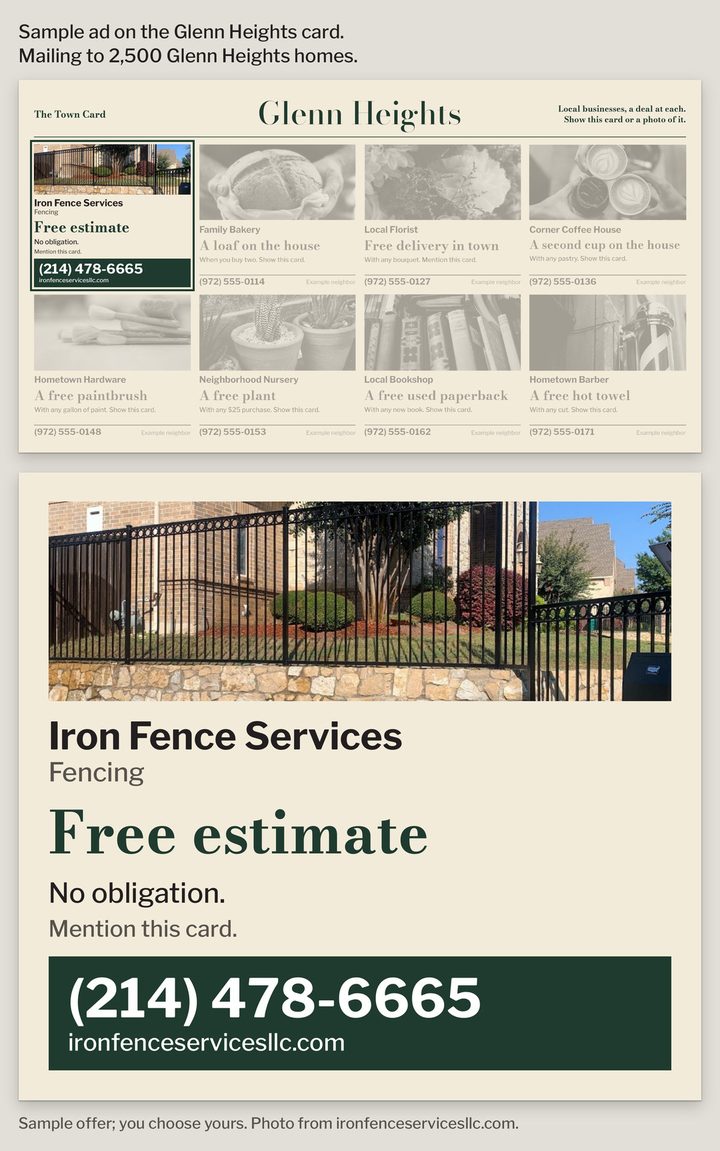 Sample ad on the Glenn Heights card.
Mailing to 2,500 Glenn Heights homes.
The Town Card
Glenn Heights
Local businesses, a deal at each.
Show this card or a photo of it.
Iron Fence Services
Fencing
Free estimate
No obligation.
Mention this card.
(214) 478-6665
ironfenceservicesllc.com
Family Bakery
A loaf on the house
When you buy two. Show this card.
(972) 555-0114 Example neighbor
Local Florist
Free delivery in town
With any bouquet. Mention this card.
(972) 555-0127 Example neighbor
Corner Coffee House
A second cup on the house
With any pastry. Show this card.
(972) 555-0136 Example neighbor
Hometown Hardware
A free paintbrush
With any gallon of paint. Show this card.
(972) 555-0148 Example neighbor
Neighborhood Nursery
A free plant
With any $25 purchase. Show this card.
(972) 555-0153 Example neighbor
Local Bookshop
A free used paperback
With any new book. Show this card.
(972) 555-0162 Example neighbor
Hometown Barber
A free hot towel
With any cut. Show this card.
(972) 555-0171 Example neighbor
Iron Fence Services
Fencing
Free estimate
No obligation.
Mention this card.
(214) 478-6665
ironfenceservicesllc.com
Sample offer; you choose yours. Photo from ironfenceservicesllc.com.